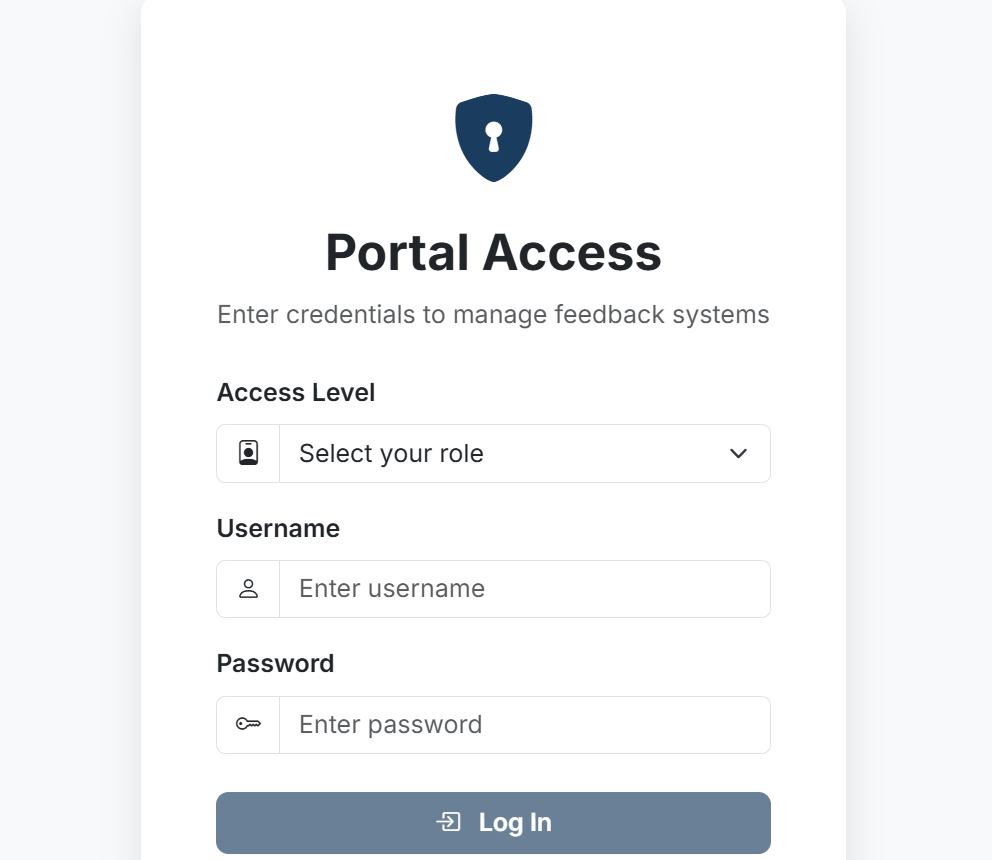 Portal Access
Enter credentials to manage feedback systems
Access Level
Select your role
Username
Enter username
Password
Enter password
Log In